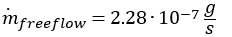 ṁ_freeflow = 2.28 · 10⁻⁷ g/s